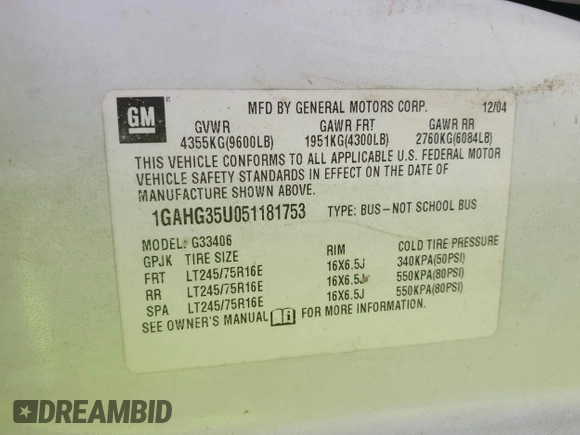 GM
MFD BY GENERAL MOTORS CORP. 12/04
GVWR GAWR FRT GAWR RR
4355KG(9600LB) 1951KG(4300LB) 2760KG(6084LB)
THIS VEHICLE CONFORMS TO ALL APPLICABLE U.S. FEDERAL MOTOR
VEHICLE SAFETY STANDARDS IN EFFECT ON THE DATE OF
MANUFACTURE SHOWN ABOVE.
1GAHG35U051181753 TYPE: BUS-NOT SCHOOL BUS
MODEL: G33406
GPJK TIRE SIZE RIM COLD TIRE PRESSURE
FRT LT245/75R16E 16X6.5J 340KPA(50PSI)
RR LT245/75R16E 16X6.5J 550KPA(80PSI)
SPA LT245/75R16E 16X6.5J 550KPA(80PSI)
SEE OWNER'S MANUAL i FOR MORE INFORMATION.
DREAMBID